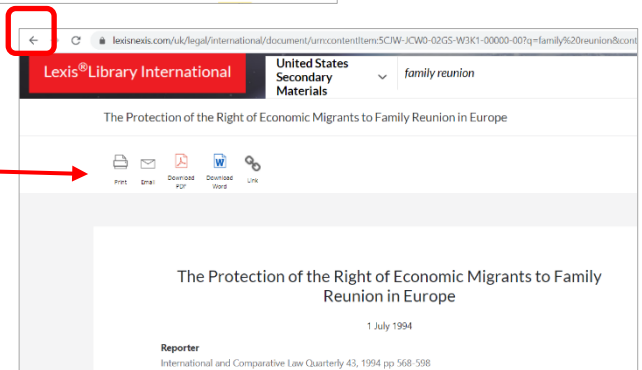 lexisnexis.com/uk/legal/international/document/urn:contentItem:5CJW-JCW0-02GS-W3K1-00000-00?q=family%20reunion&cont
Lexis®Library International
United States
Secondary
Materials
family reunion
The Protection of the Right of Economic Migrants to Family Reunion in Europe
Print Email Download PDF Download Word Link
The Protection of the Right of Economic Migrants to Family
Reunion in Europe
1 July 1994
Reporter
International and Comparative Law Quarterly 43, 1994 pp 568-598